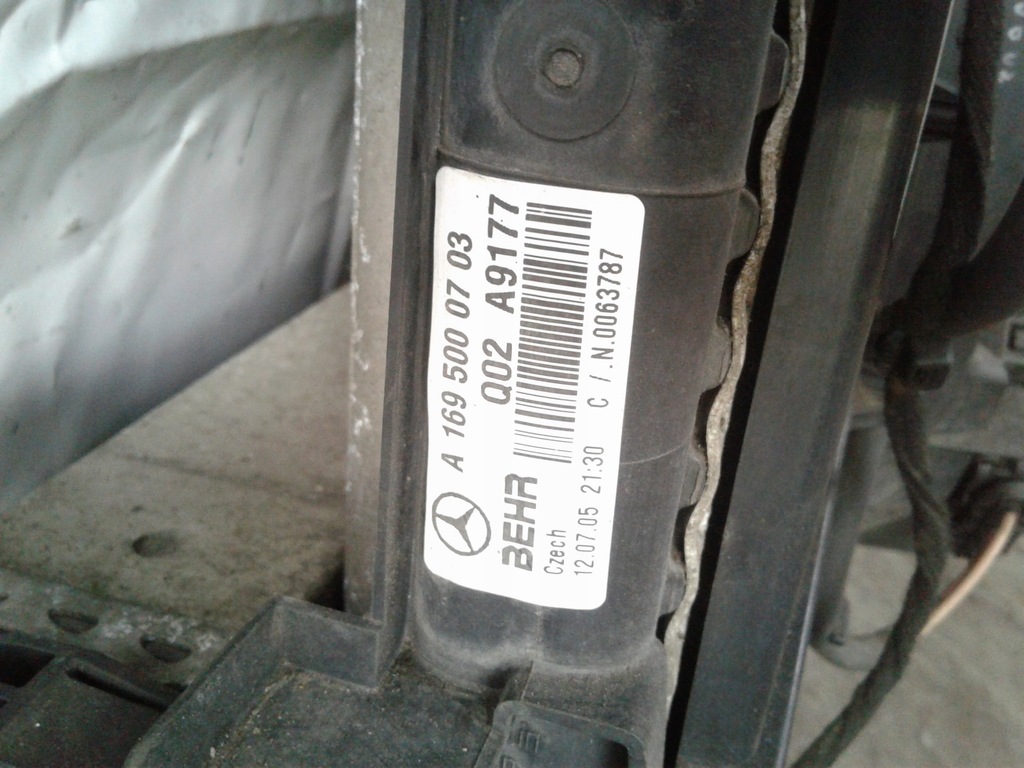 A 169 500 07 03
Q02 A9177
BEHR
Czech
12.07.05 21:30 C /.N.0063787